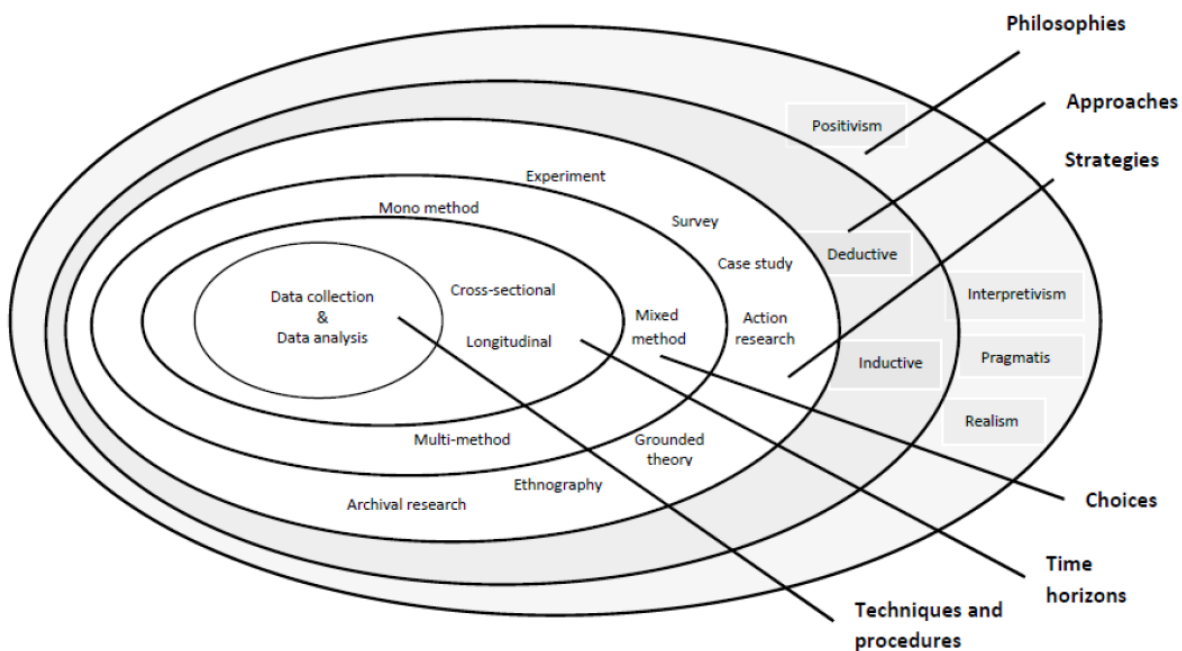 Philosophies
Approaches
Strategies
Positivism
Experiment
Mono method
Survey
Case study
Deductive
Data collection
&
Data analysis
Cross-sectional
Longitudinal
Mixed
method
Action
research
Interpretivism
Inductive
Pragmatis
Realism
Multi-method
Grounded
theory
Ethnography
Archival research
Choices
Time
horizons
Techniques and
procedures